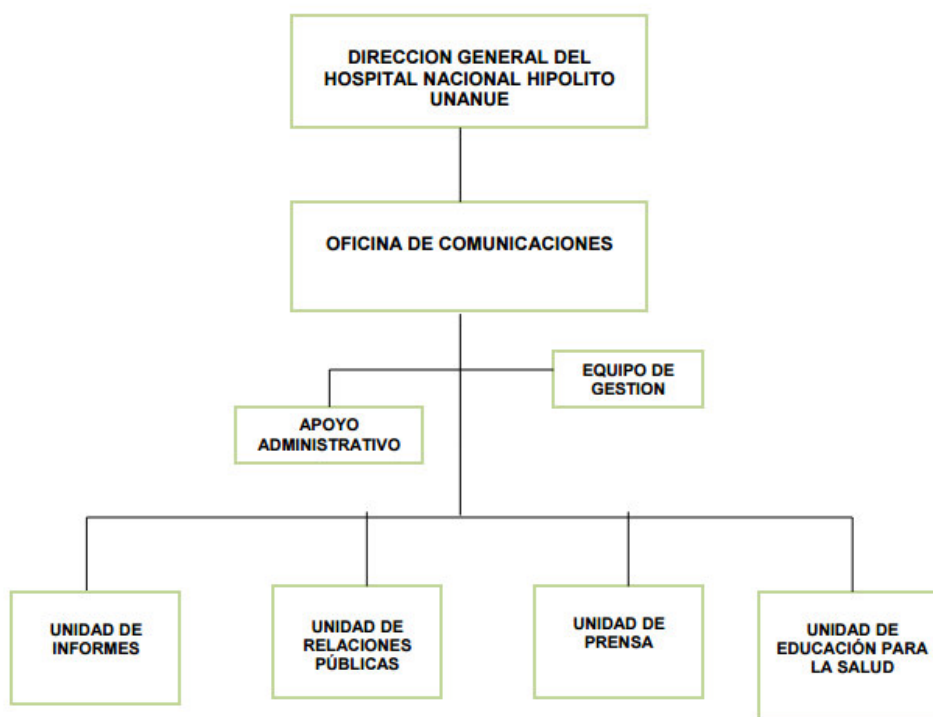 DIRECCION GENERAL DEL
HOSPITAL NACIONAL HIPOLITO
UNANUE
OFICINA DE COMUNICACIONES
EQUIPO DE
GESTION
APOYO
ADMINISTRATIVO
UNIDAD DE
INFORMES
UNIDAD DE
RELACIONES
PÚBLICAS
UNIDAD DE
PRENSA
UNIDAD DE
EDUCACIÓN PARA
LA SALUD